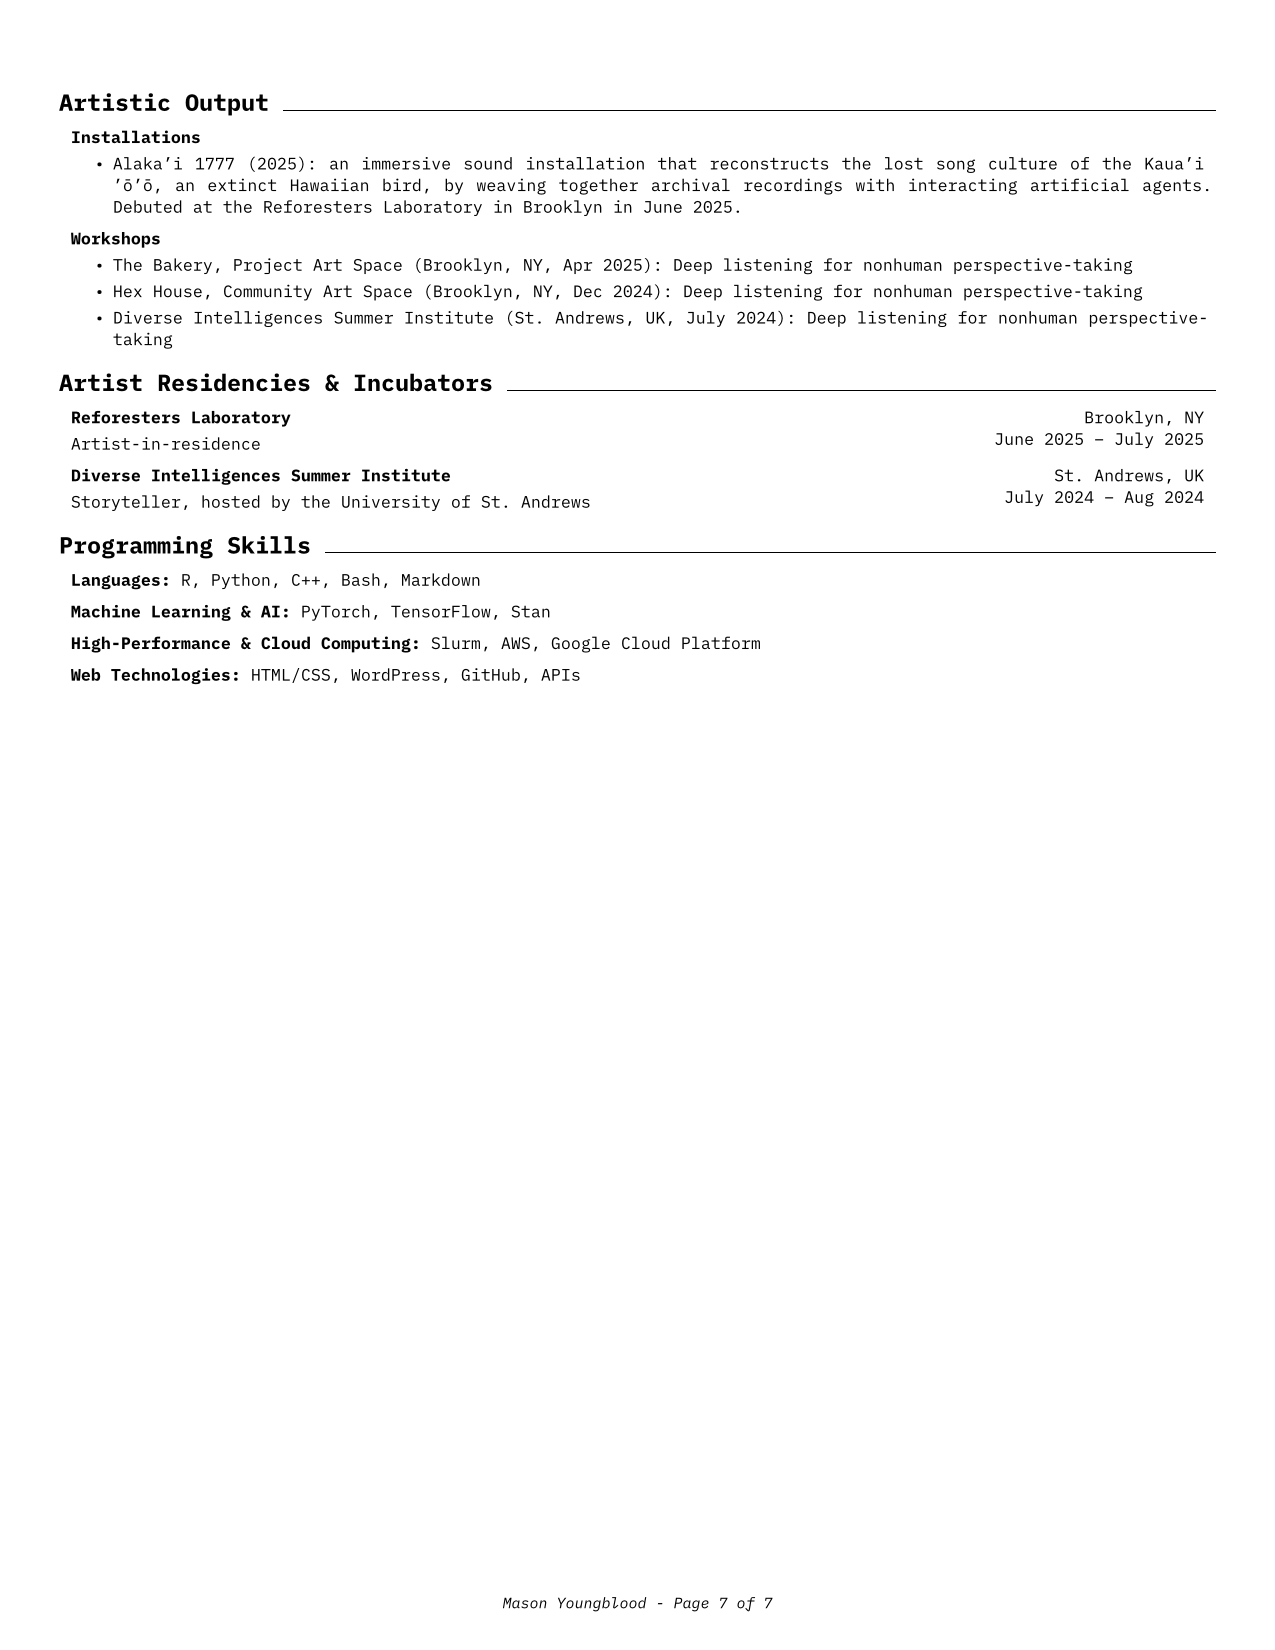 Artistic Output
Installations
• Alaka’i 1777 (2025): an immersive sound installation that reconstructs the lost song culture of the Kaua’i
’ō’ō, an extinct Hawaiian bird, by weaving together archival recordings with interacting artificial agents.
Debuted at the Reforesters Laboratory in Brooklyn in June 2025.
Workshops
• The Bakery, Project Art Space (Brooklyn, NY, Apr 2025): Deep listening for nonhuman perspective-taking
• Hex House, Community Art Space (Brooklyn, NY, Dec 2024): Deep listening for nonhuman perspective-taking
• Diverse Intelligences Summer Institute (St. Andrews, UK, July 2024): Deep listening for nonhuman perspective-
taking
Artist Residencies & Incubators
Reforesters Laboratory
Brooklyn, NY
Artist-in-residence
June 2025 – July 2025
Diverse Intelligences Summer Institute
St. Andrews, UK
Storyteller, hosted by the University of St. Andrews
July 2024 – Aug 2024
Programming Skills
Languages: R, Python, C++, Bash, Markdown
Machine Learning & AI: PyTorch, TensorFlow, Stan
High-Performance & Cloud Computing: Slurm, AWS, Google Cloud Platform
Web Technologies: HTML/CSS, WordPress, GitHub, APIs
Mason Youngblood - Page 7 of 7